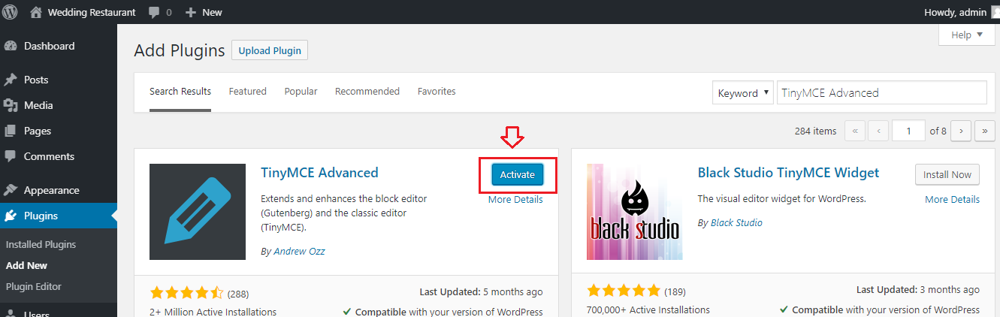 Wedding Restaurant 0 New Howdy, admin
Dashboard
Posts
Media
Pages
Comments
Appearance
Plugins
Installed Plugins
Add New
Plugin Editor
Users
Help
Add Plugins Upload Plugin
Search Results Featured Popular Recommended Favorites Keyword TinyMCE Advanced
284 items « ‹ 1 of 8 › »
TinyMCE Advanced
Activate
More Details
Extends and enhances the block editor
(Gutenberg) and the classic editor
(TinyMCE).
By Andrew Ozz
(288)
2+ Million Active Installations
Last Updated: 5 months ago
Compatible with your version of WordPress
black studio
Black Studio TinyMCE Widget
Install Now
More Details
The visual editor widget for WordPress.
By Black Studio
(189)
700,000+ Active Installations
Last Updated: 3 months ago
Compatible with your version of WordPress